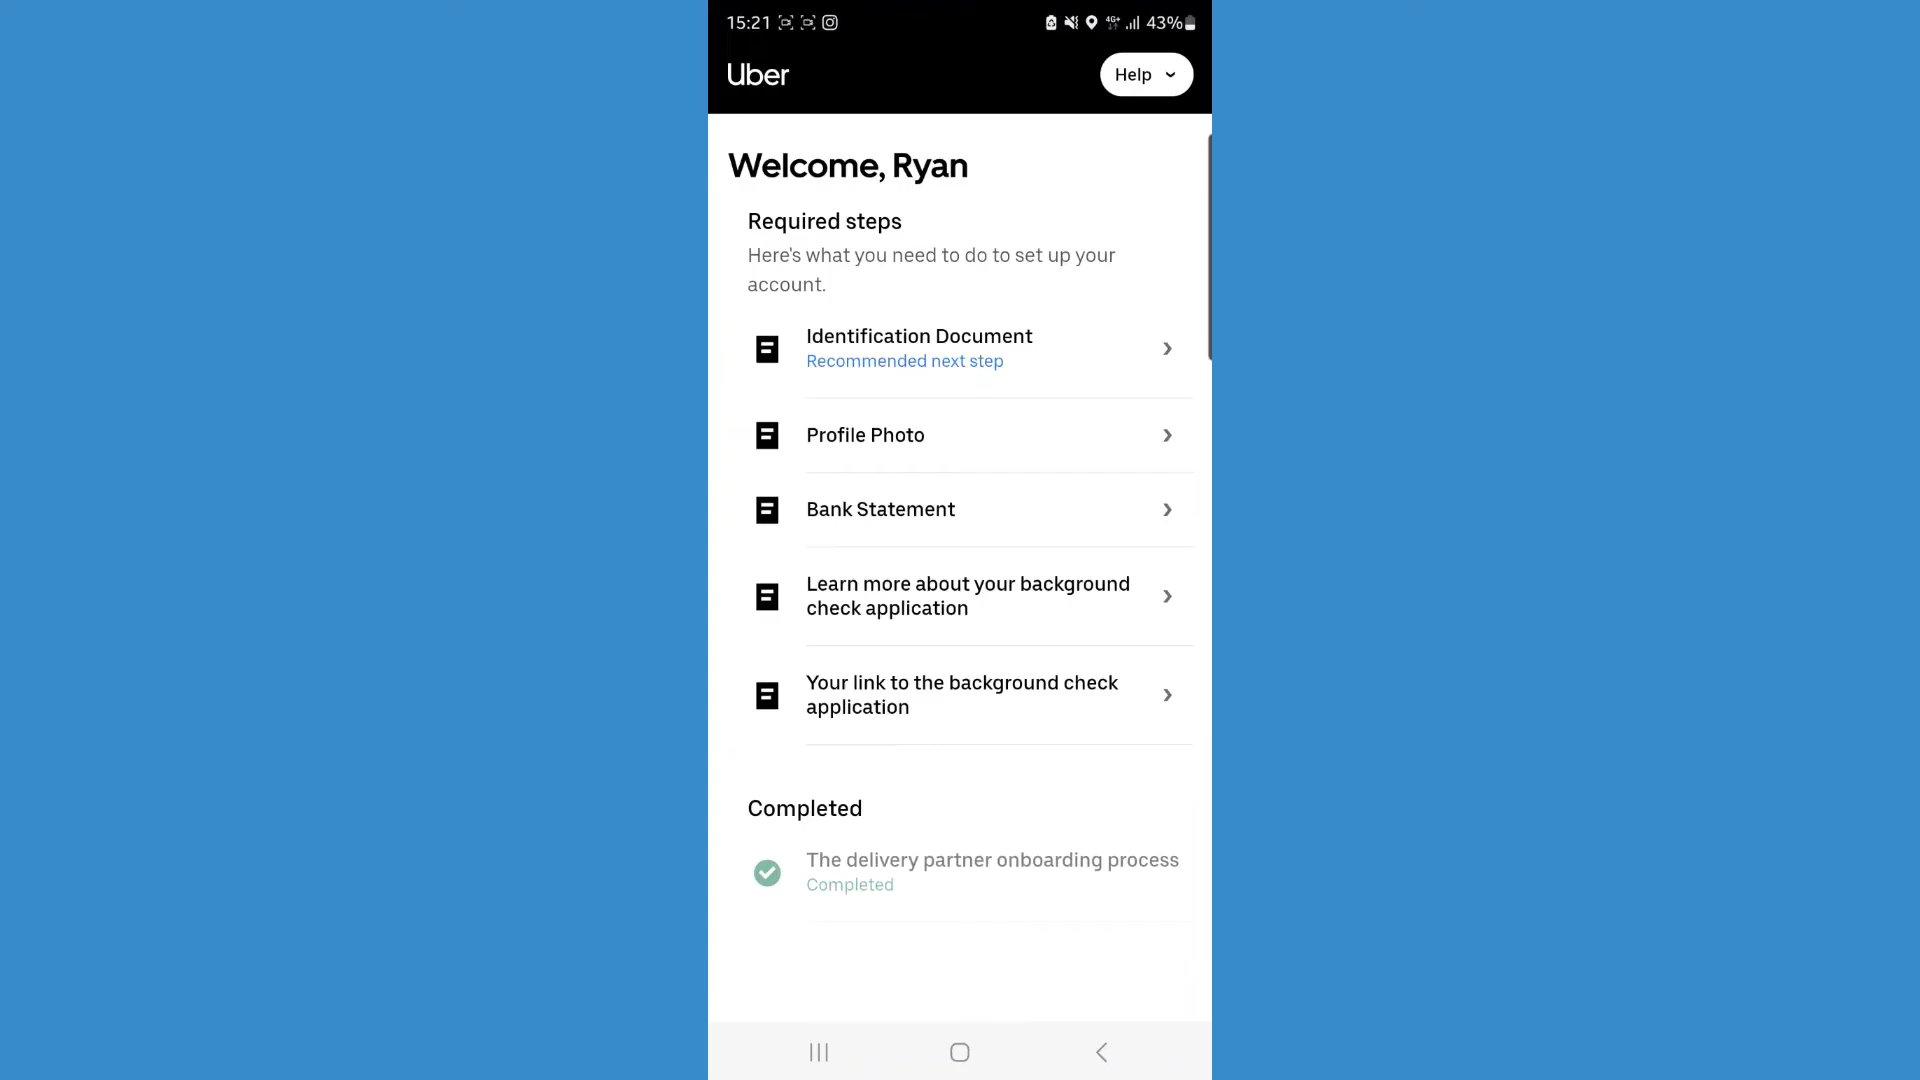 15:21
4G+
43%
Uber
Help
Welcome, Ryan
Required steps
Here's what you need to do to set up your
account.
Identification Document
Recommended next step
Profile Photo
Bank Statement
Learn more about your background
check application
Your link to the background check
application
Completed
The delivery partner onboarding process
Completed